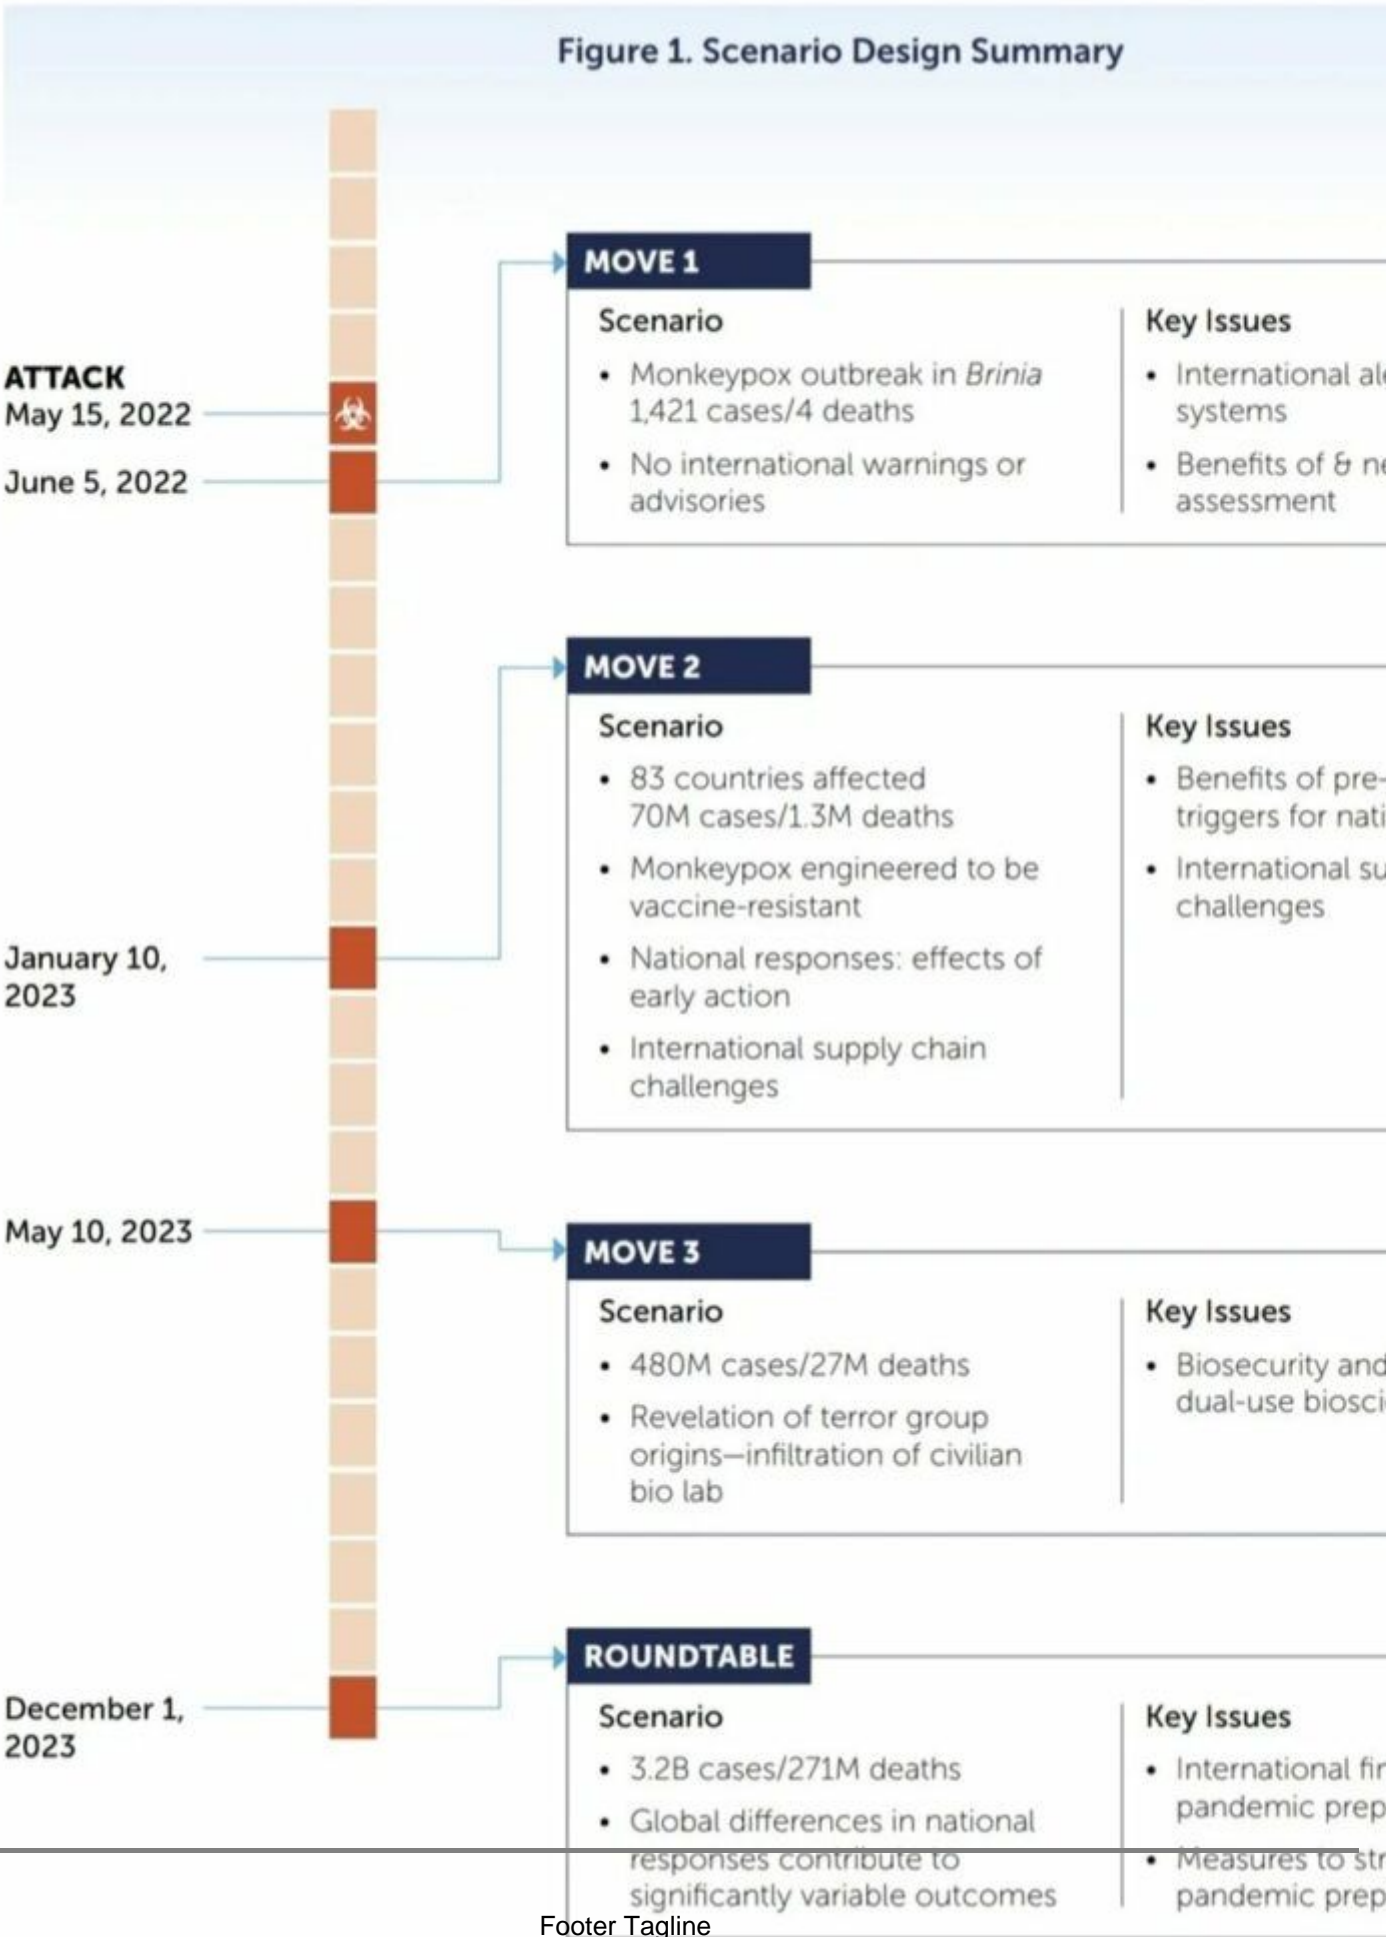 Figure 1. Scenario Design Summary
ATTACK
May 15, 2022
June 5, 2022
MOVE 1
Scenario
• Monkeypox outbreak in Brinia
1,421 cases/4 deaths
• No international warnings or
advisories
Key Issues
• International
systems
• Benefits of &
assessment
January 10,
2023
MOVE 2
Scenario
• 83 countries affected
70M cases/1.3M deaths
• Monkeypox engineered to be
vaccine-resistant
• National responses: effects of
early action
• International supply chain
challenges
Key Issues
• Benefits of pre-
triggers for
• International
challenges
May 10, 2023
MOVE 3
Scenario
• 480M cases/27M deaths
• Revelation of terror group
origins—infiltration of civilian
bio lab
Key Issues
• Biosecurity and
dual-use
December 1,
2023
ROUNDTABLE
Scenario
• 3.2B cases/271M deaths
• Global differences in national
responses contribute to
significantly variable outcomes
Key Issues
• International
pandemic
• Measures to
pandemic
Footer Tagline